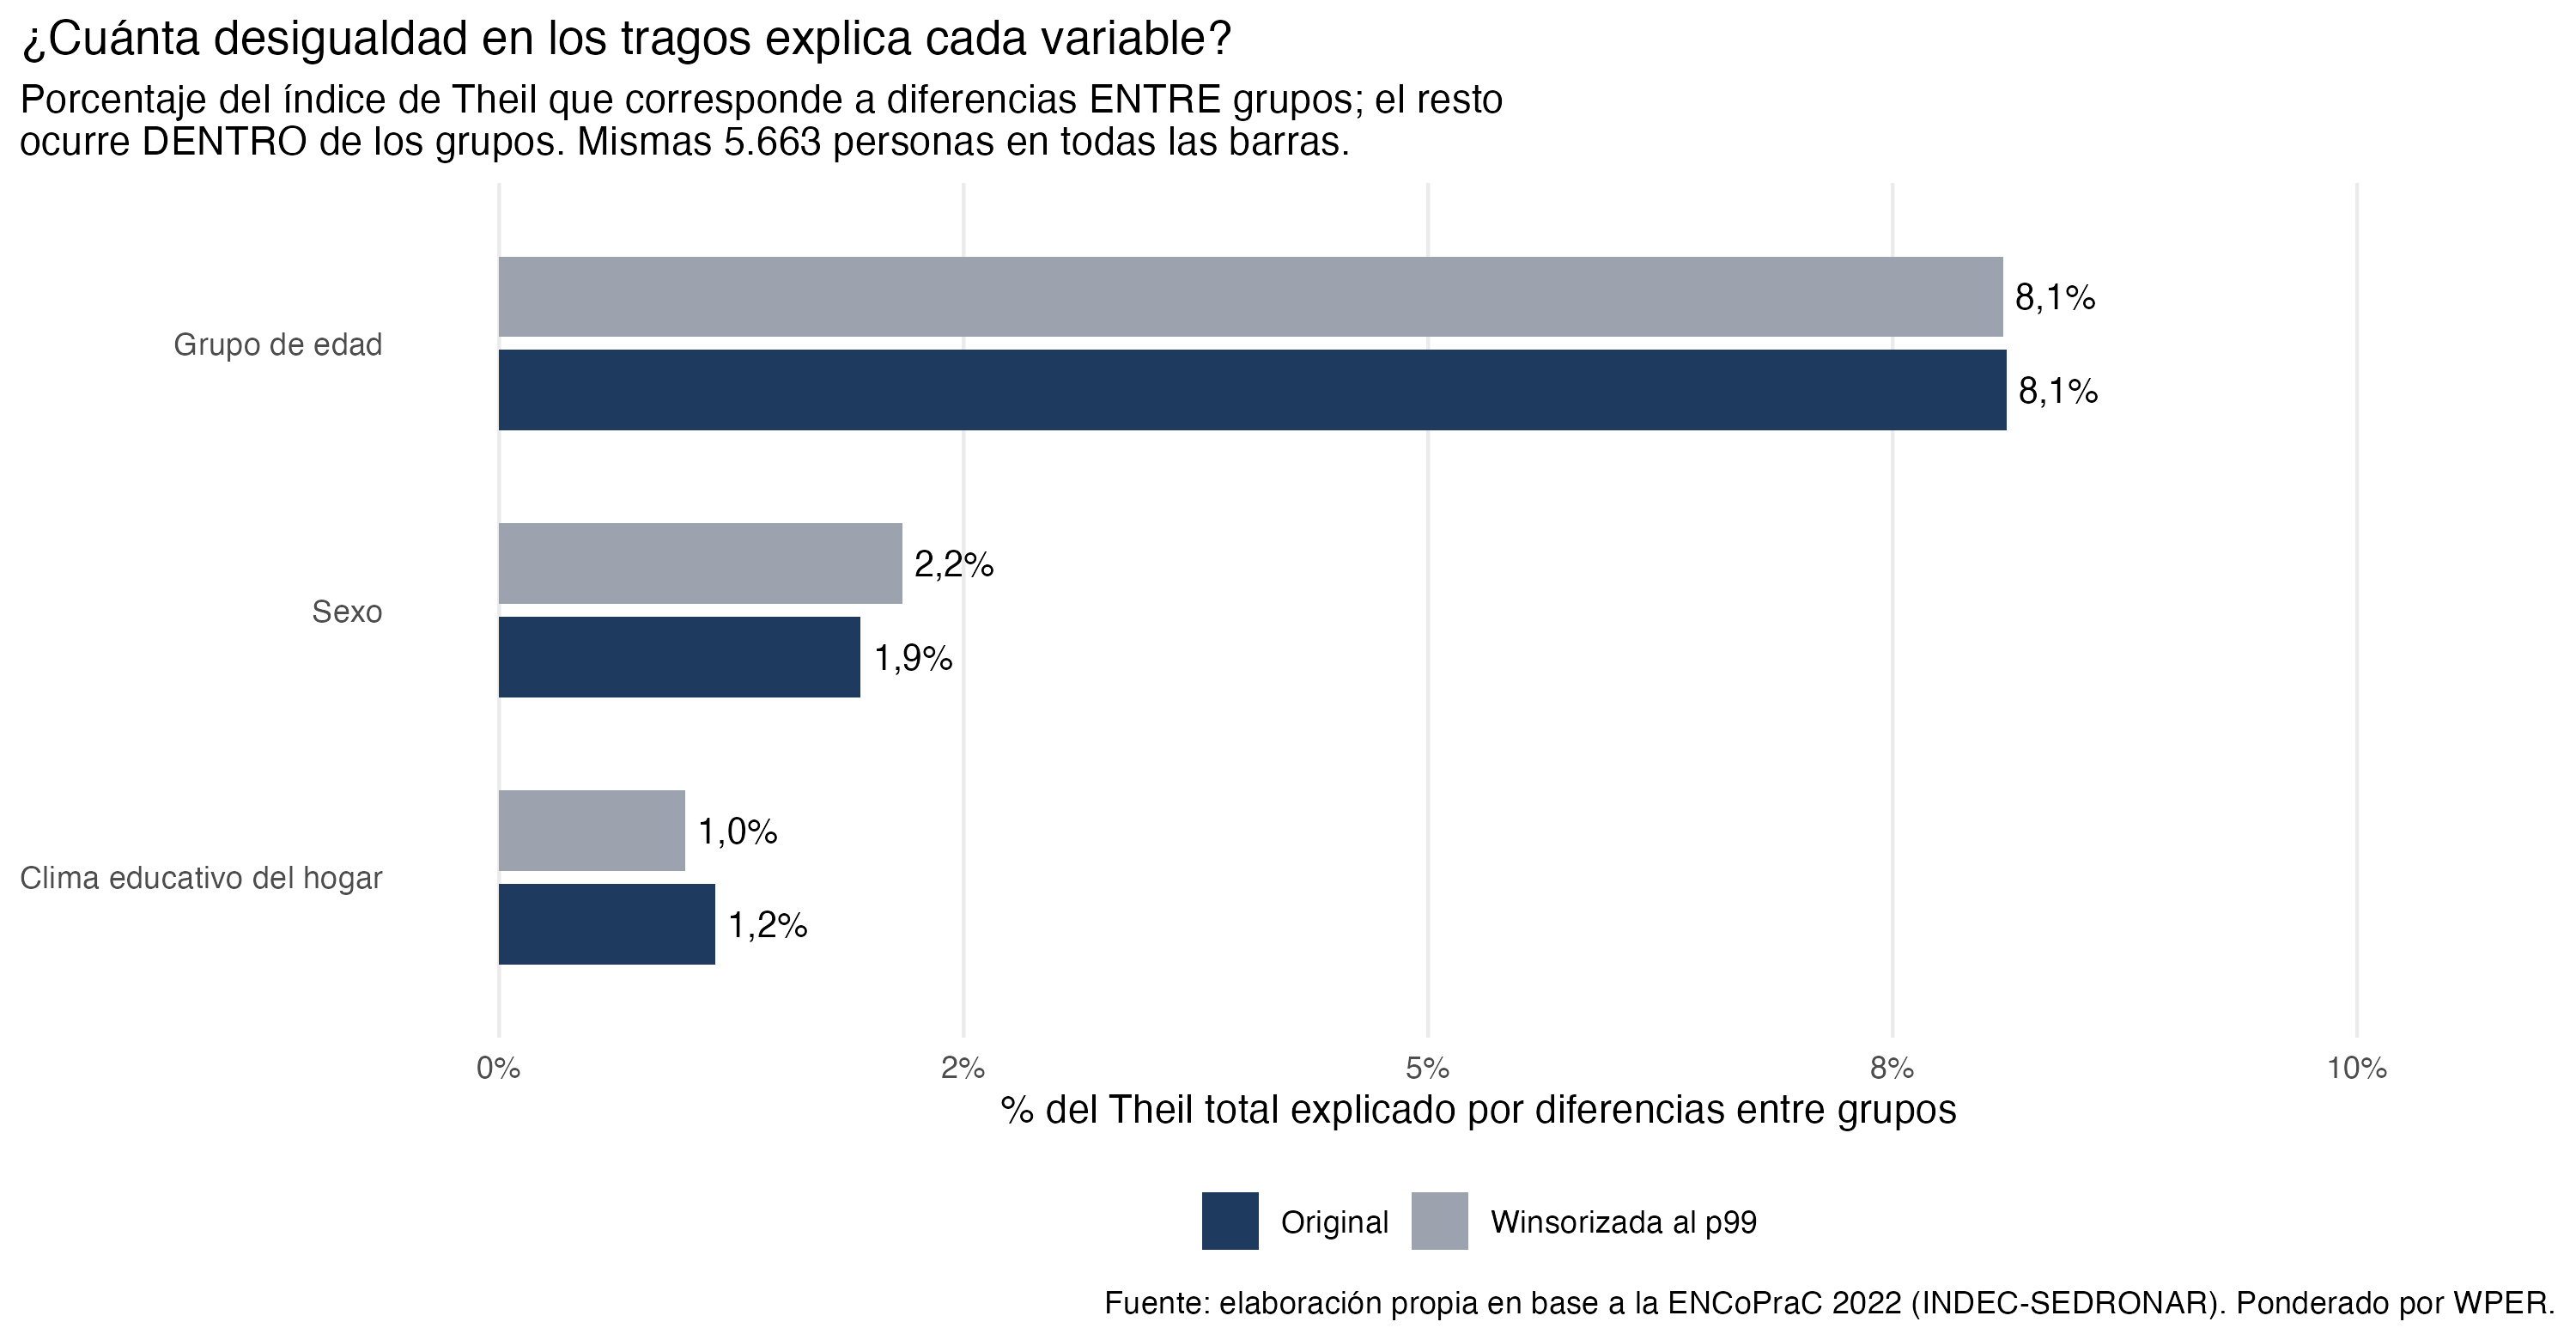 ¿Cuánta desigualdad en los tragos explica cada variable?
Porcentaje del índice de Theil que corresponde a diferencias ENTRE grupos; el resto
ocurre DENTRO de los grupos. Mismas 5.663 personas en todas las barras.
Grupo de edad
8,1%
8,1%
Sexo
2,2%
1,9%
Clima educativo del hogar
1,0%
1,2%
0% 2% 5% 8% 10%
% del Theil total explicado por diferencias entre grupos
Original Winsorizada al p99
Fuente: elaboración propia en base a la ENCoPraC 2022 (INDEC-SEDRONAR). Ponderado por WPER.